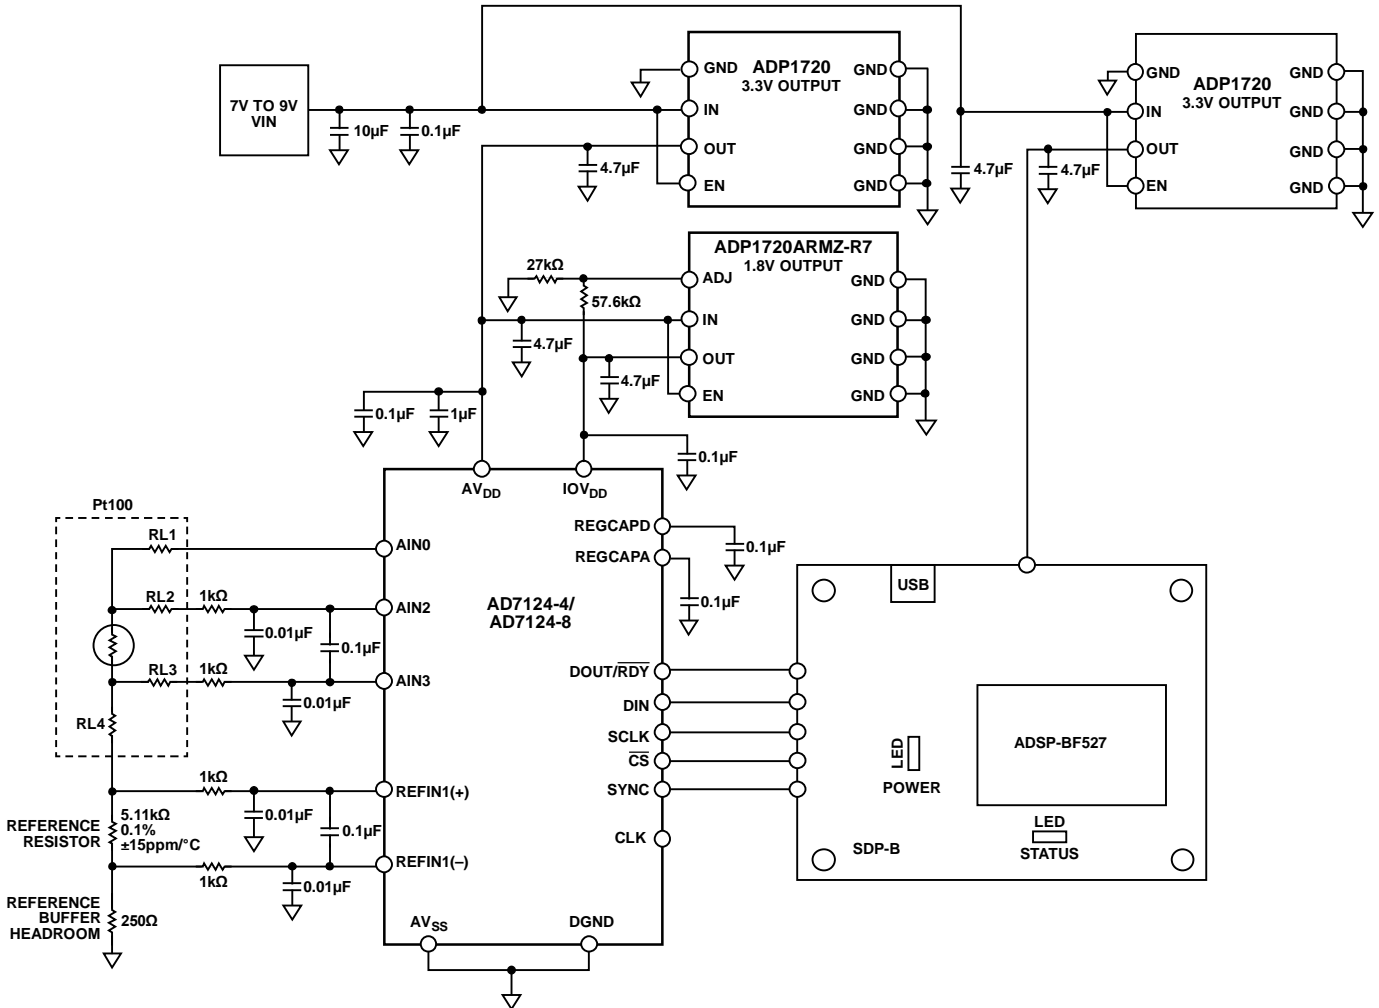 7V TO 9V
VIN
10µF
0.1µF
4.7µF
ADP1720
3.3V OUTPUT
GND
IN
OUT
EN
GND
GND
GND
GND
4.7µF
4.7µF
ADP1720
3.3V OUTPUT
GND
IN
OUT
EN
GND
GND
GND
GND
ADP1720ARMZ-R7
1.8V OUTPUT
27kΩ
57.6kΩ
ADJ
IN
OUT
EN
GND
GND
GND
GND
4.7µF
4.7µF
0.1µF
1µF
0.1µF
AVDD
IOVDD
Pt100
RL1
RL2
RL3
RL4
1kΩ
1kΩ
0.01µF
0.1µF
0.01µF
AIN0
AIN2
AIN3
AD7124-4/
AD7124-8
REGCAPD
REGCAPA
0.1µF
0.1µF
DOUT/RDY
DIN
SCLK
CS
SYNC
CLK
1kΩ
0.01µF
0.1µF
REFIN1(+)
REFERENCE
RESISTOR
5.11kΩ
0.1%
±15ppm/°C
REFIN1(–)
1kΩ
0.01µF
REFERENCE
BUFFER
HEADROOM
250Ω
AVSS
DGND
USB
LED
POWER
ADSP-BF527
LED
STATUS
SDP-B